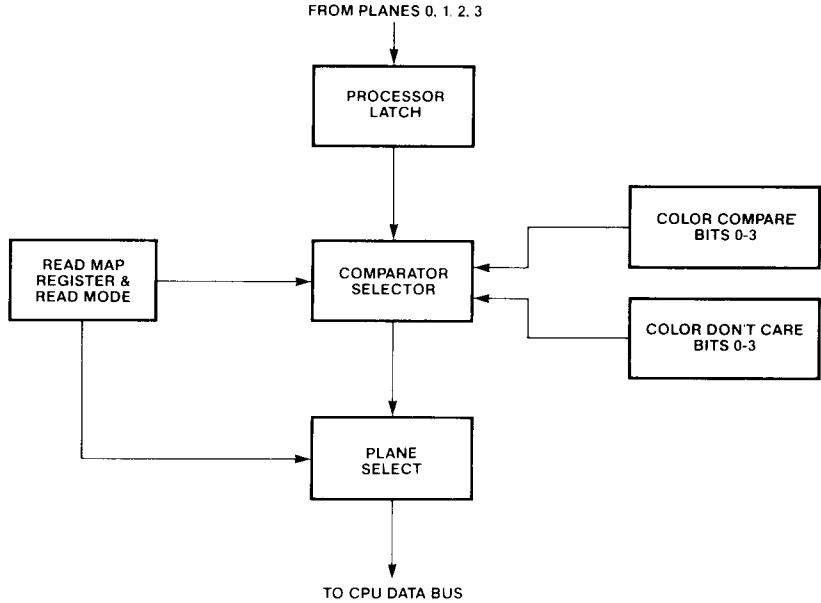 FROM PLANES 0, 1, 2, 3
PROCESSOR
LATCH
COLOR COMPARE
BITS 0-3
READ MAP
REGISTER &
READ MODE
COMPARATOR
SELECTOR
COLOR DON'T CARE
BITS 0-3
PLANE
SELECT
TO CPU DATA BUS